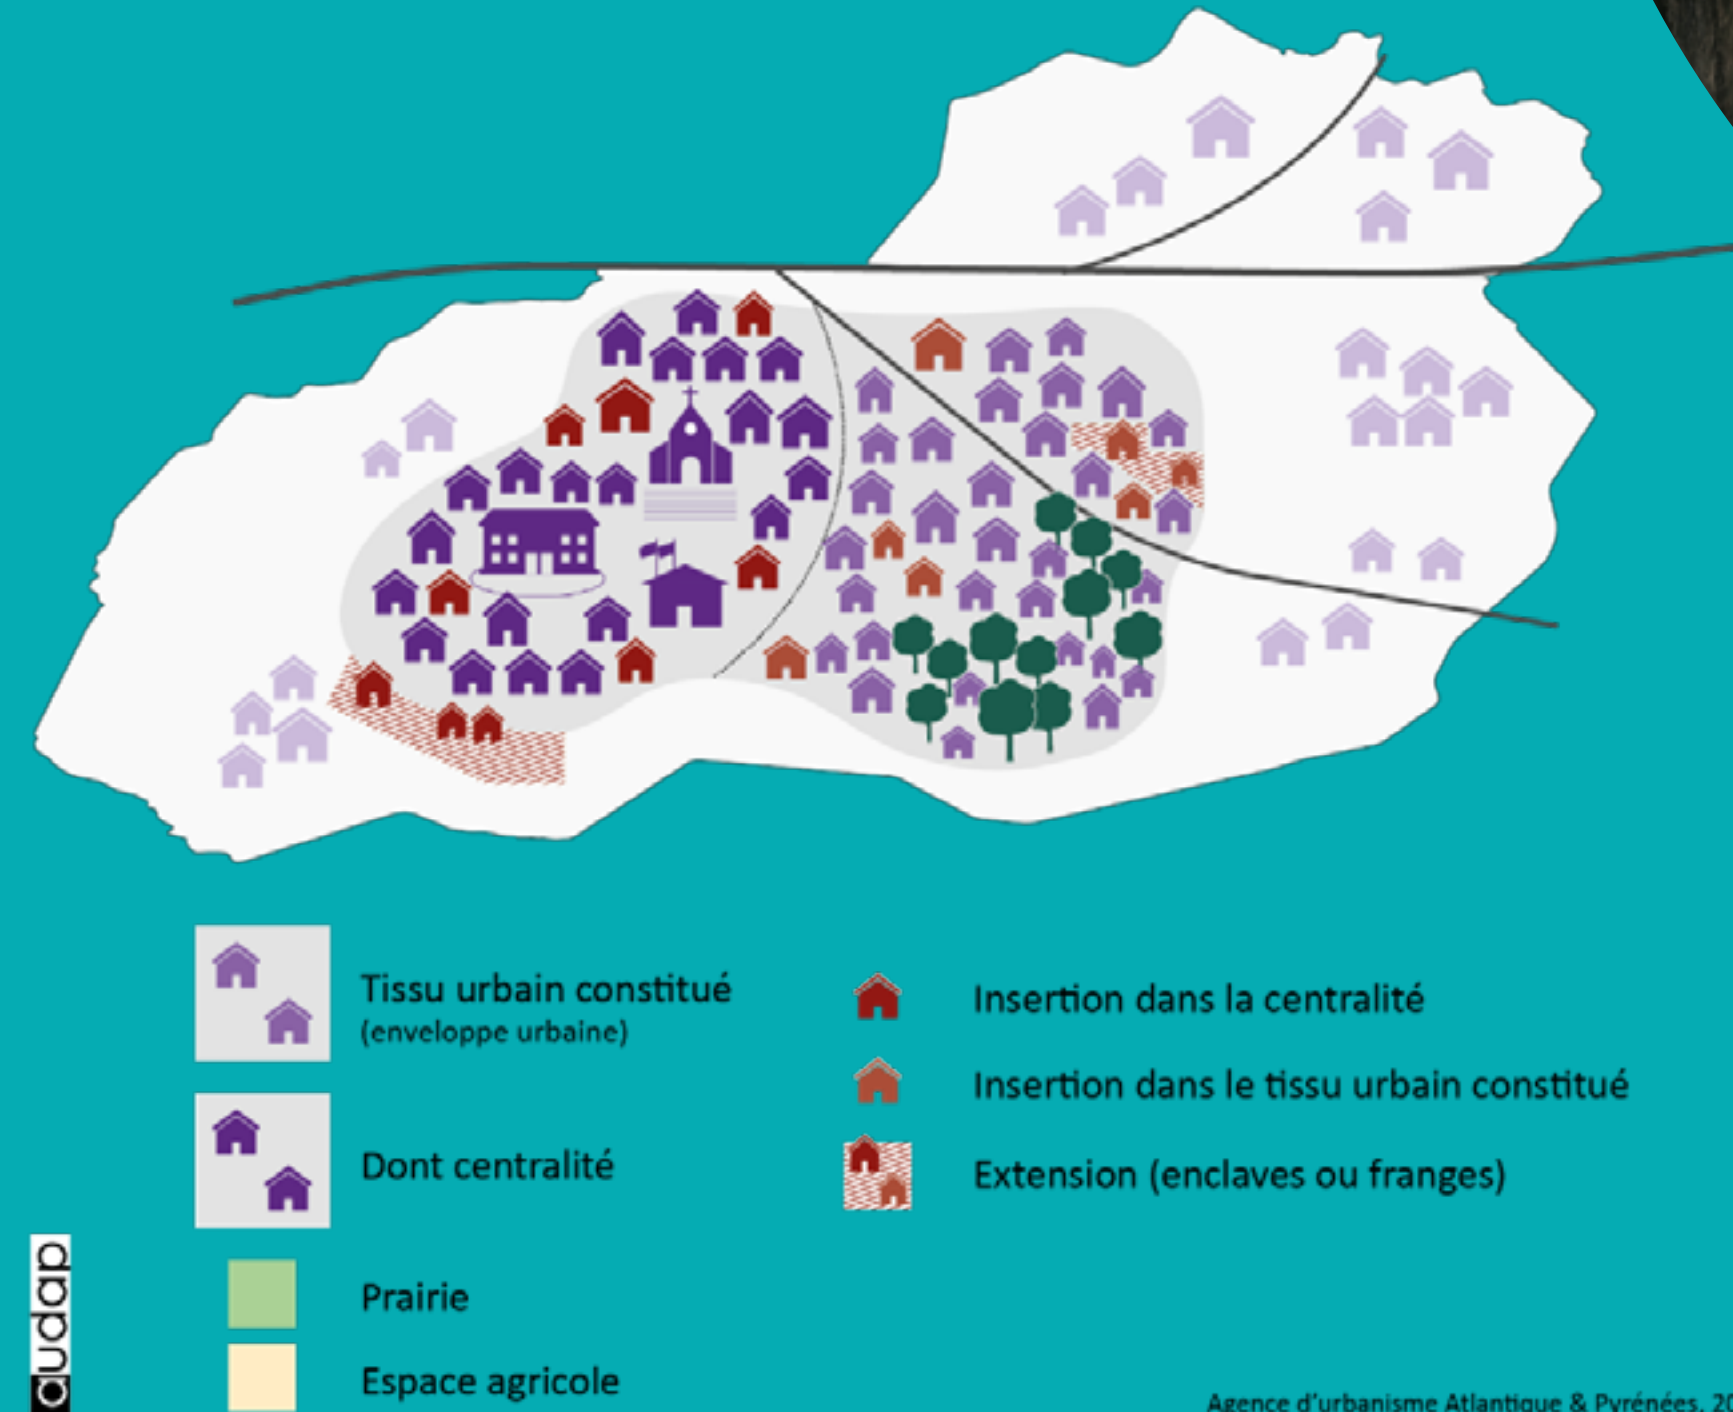 Tissu urbain constitué
(enveloppe urbaine)
Dont centralité
Prairie
Espace agricole
Insertion dans la centralité
Insertion dans le tissu urbain constitué
Extension (enclaves ou franges)
audap
Agence d'urbanisme Atlantique & Pyrénées, 20